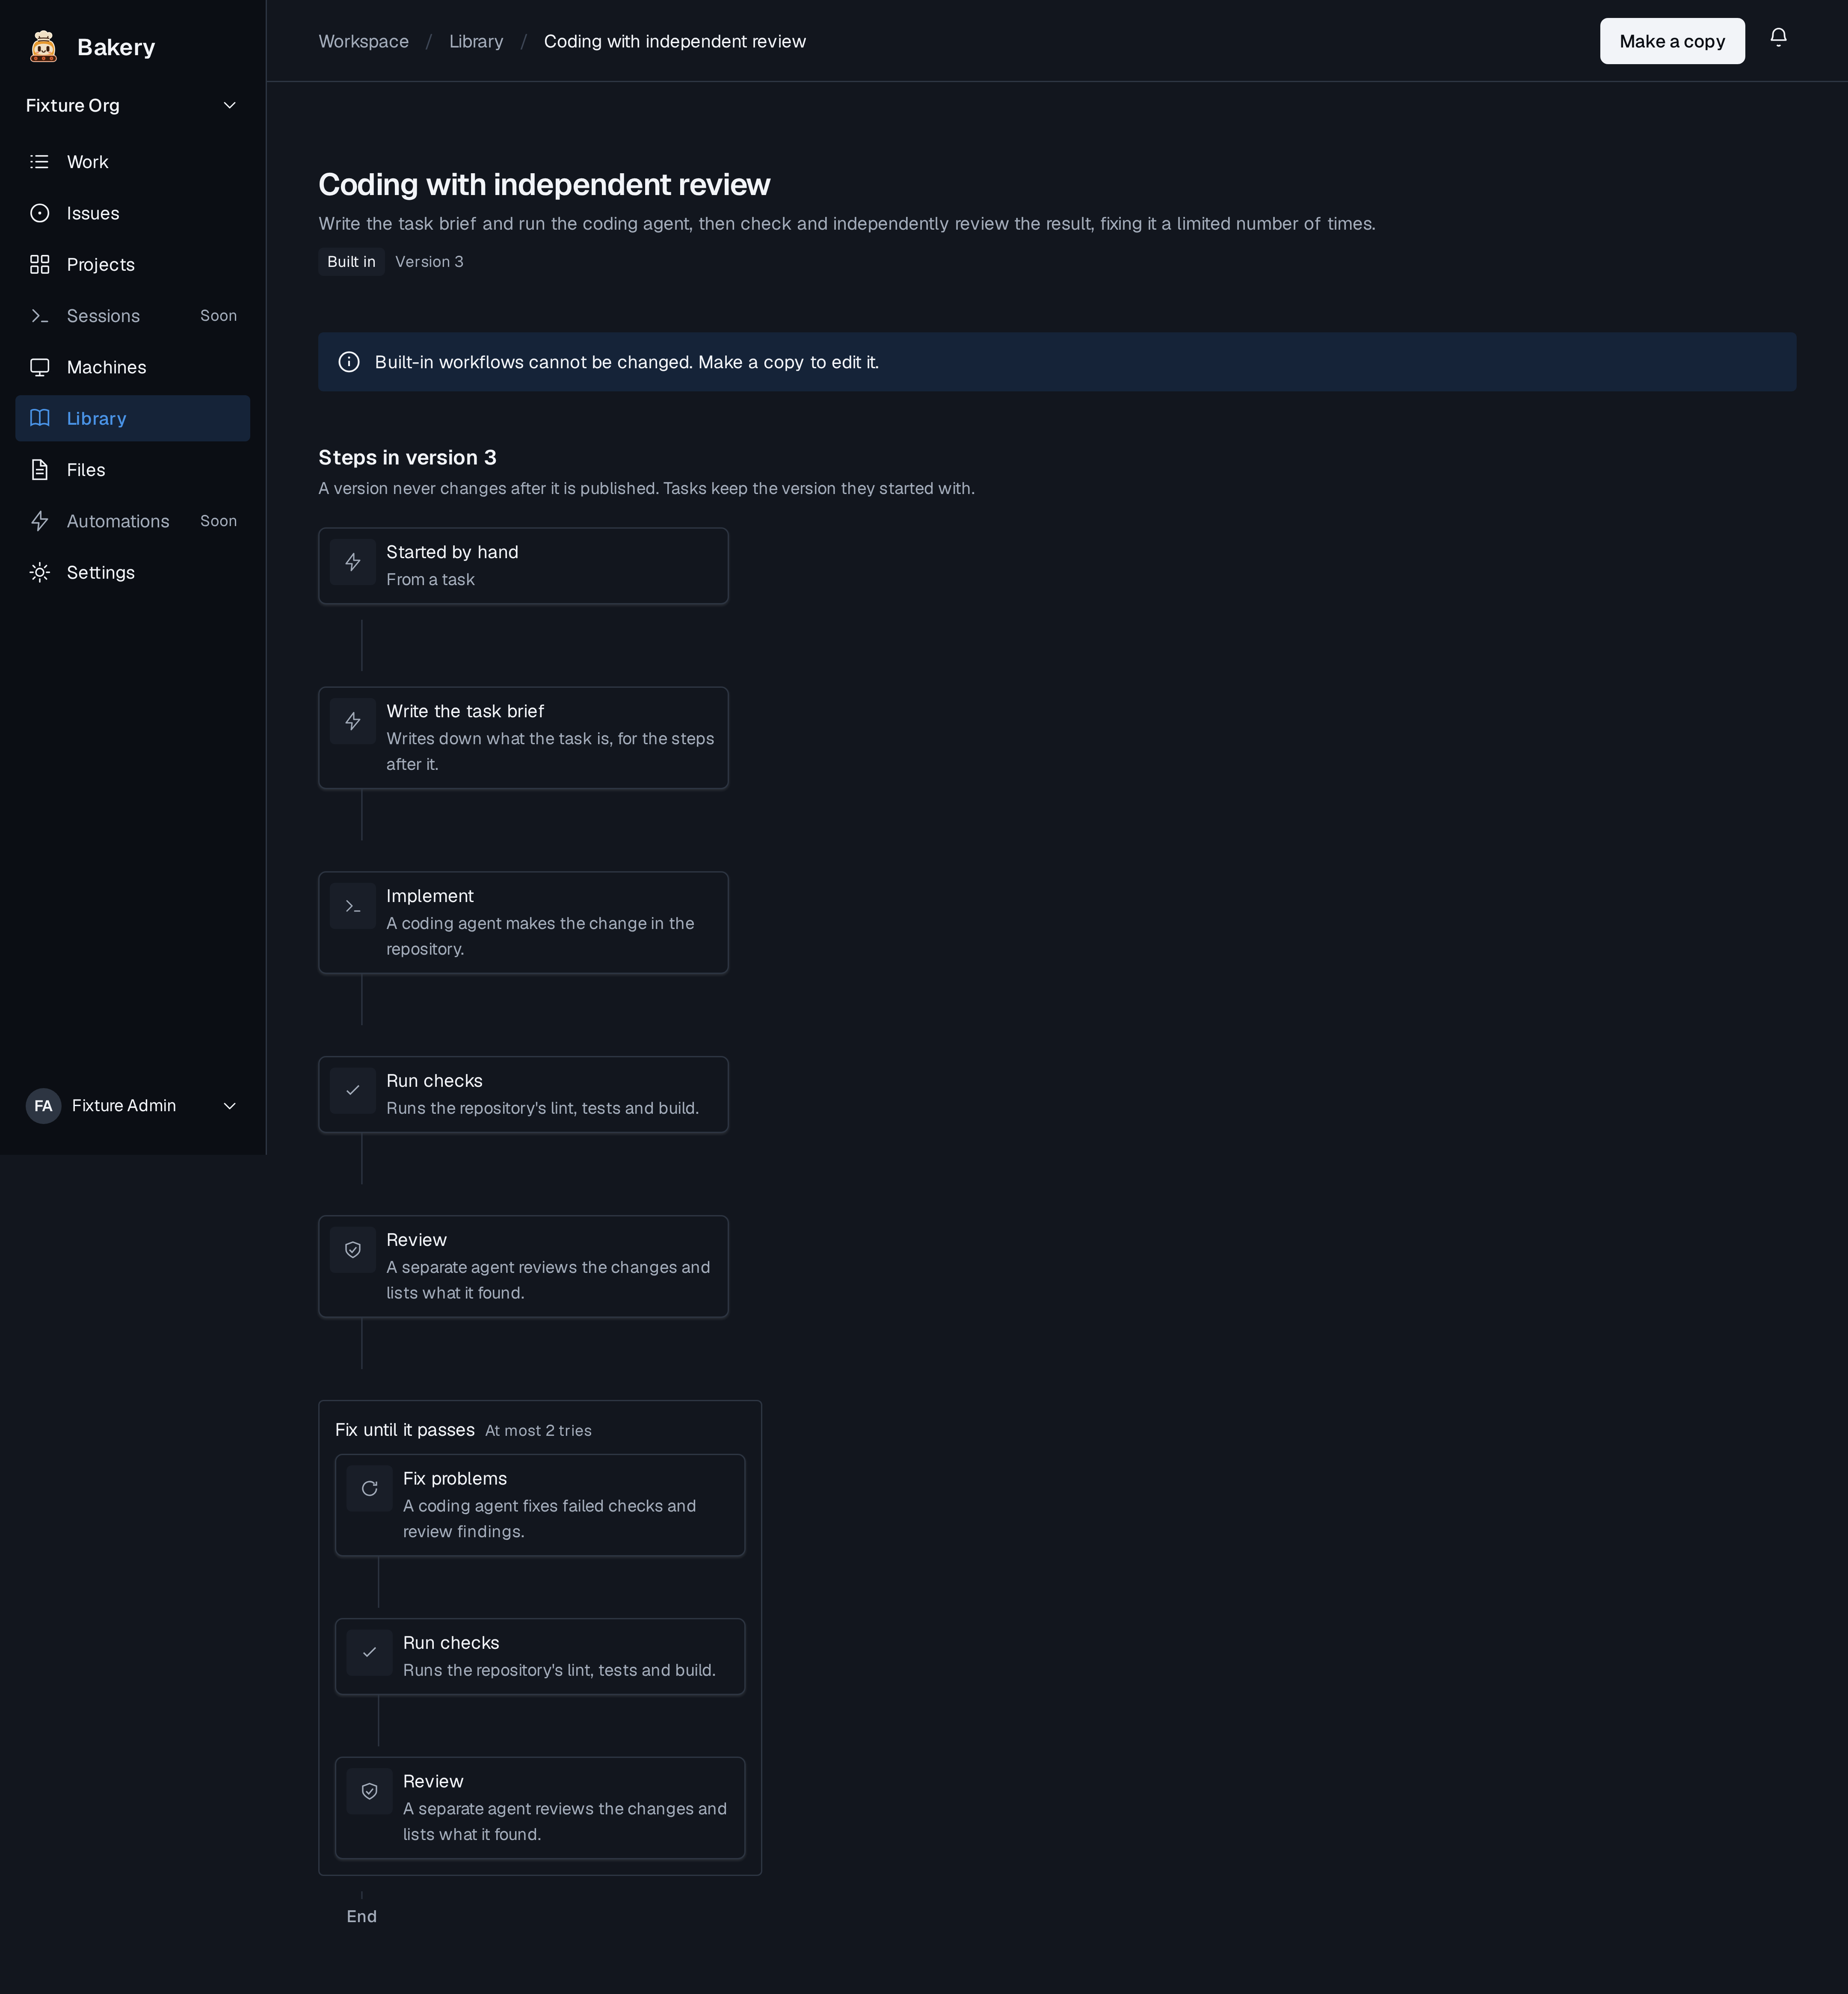 Bakery
Fixture Org
Work
Issues
Projects
Sessions Soon
Machines
Library
Files
Automations Soon
Settings
FA Fixture Admin
Workspace / Library / Coding with independent review
Make a copy
Coding with independent review
Write the task brief and run the coding agent, then check and independently review the result, fixing it a limited number of times.
Built in Version 3
Built-in workflows cannot be changed. Make a copy to edit it.
Steps in version 3
A version never changes after it is published. Tasks keep the version they started with.
Started by hand
From a task
Write the task brief
Writes down what the task is, for the steps
after it.
Implement
A coding agent makes the change in the
repository.
Run checks
Runs the repository's lint, tests and build.
Review
A separate agent reviews the changes and
lists what it found.
Fix until it passes At most 2 tries
Fix problems
A coding agent fixes failed checks and
review findings.
Run checks
Runs the repository's lint, tests and build.
Review
A separate agent reviews the changes and
lists what it found.
End